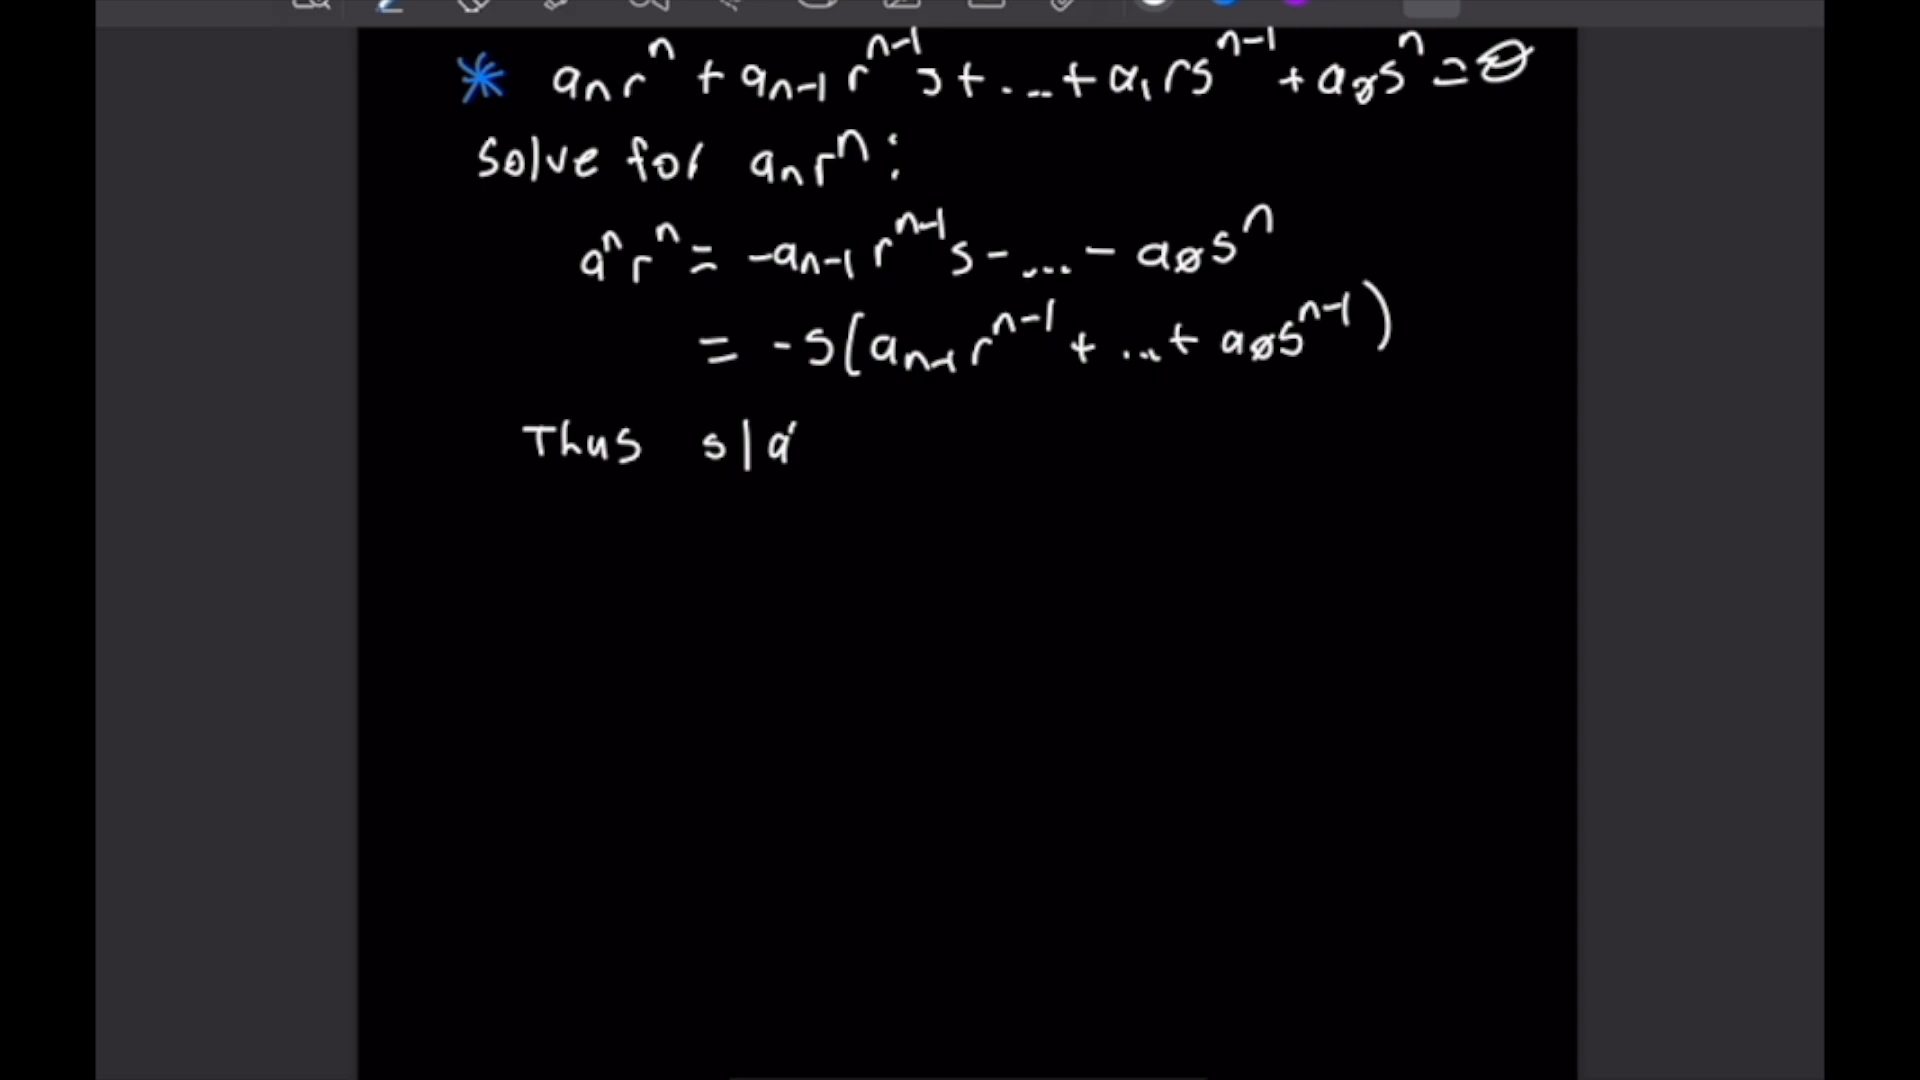 * aₙrⁿ + aₙ₋₁rⁿ⁻¹s + ... + a₁rsⁿ⁻¹ + a₀sⁿ = 0
Solve for aₙrⁿ:
aⁿrⁿ = -aₙ₋₁rⁿ⁻¹s - ... - a₀sⁿ
= -s(aₙ₋₁rⁿ⁻¹ + ... + a₀sⁿ⁻¹)
Thus s|a